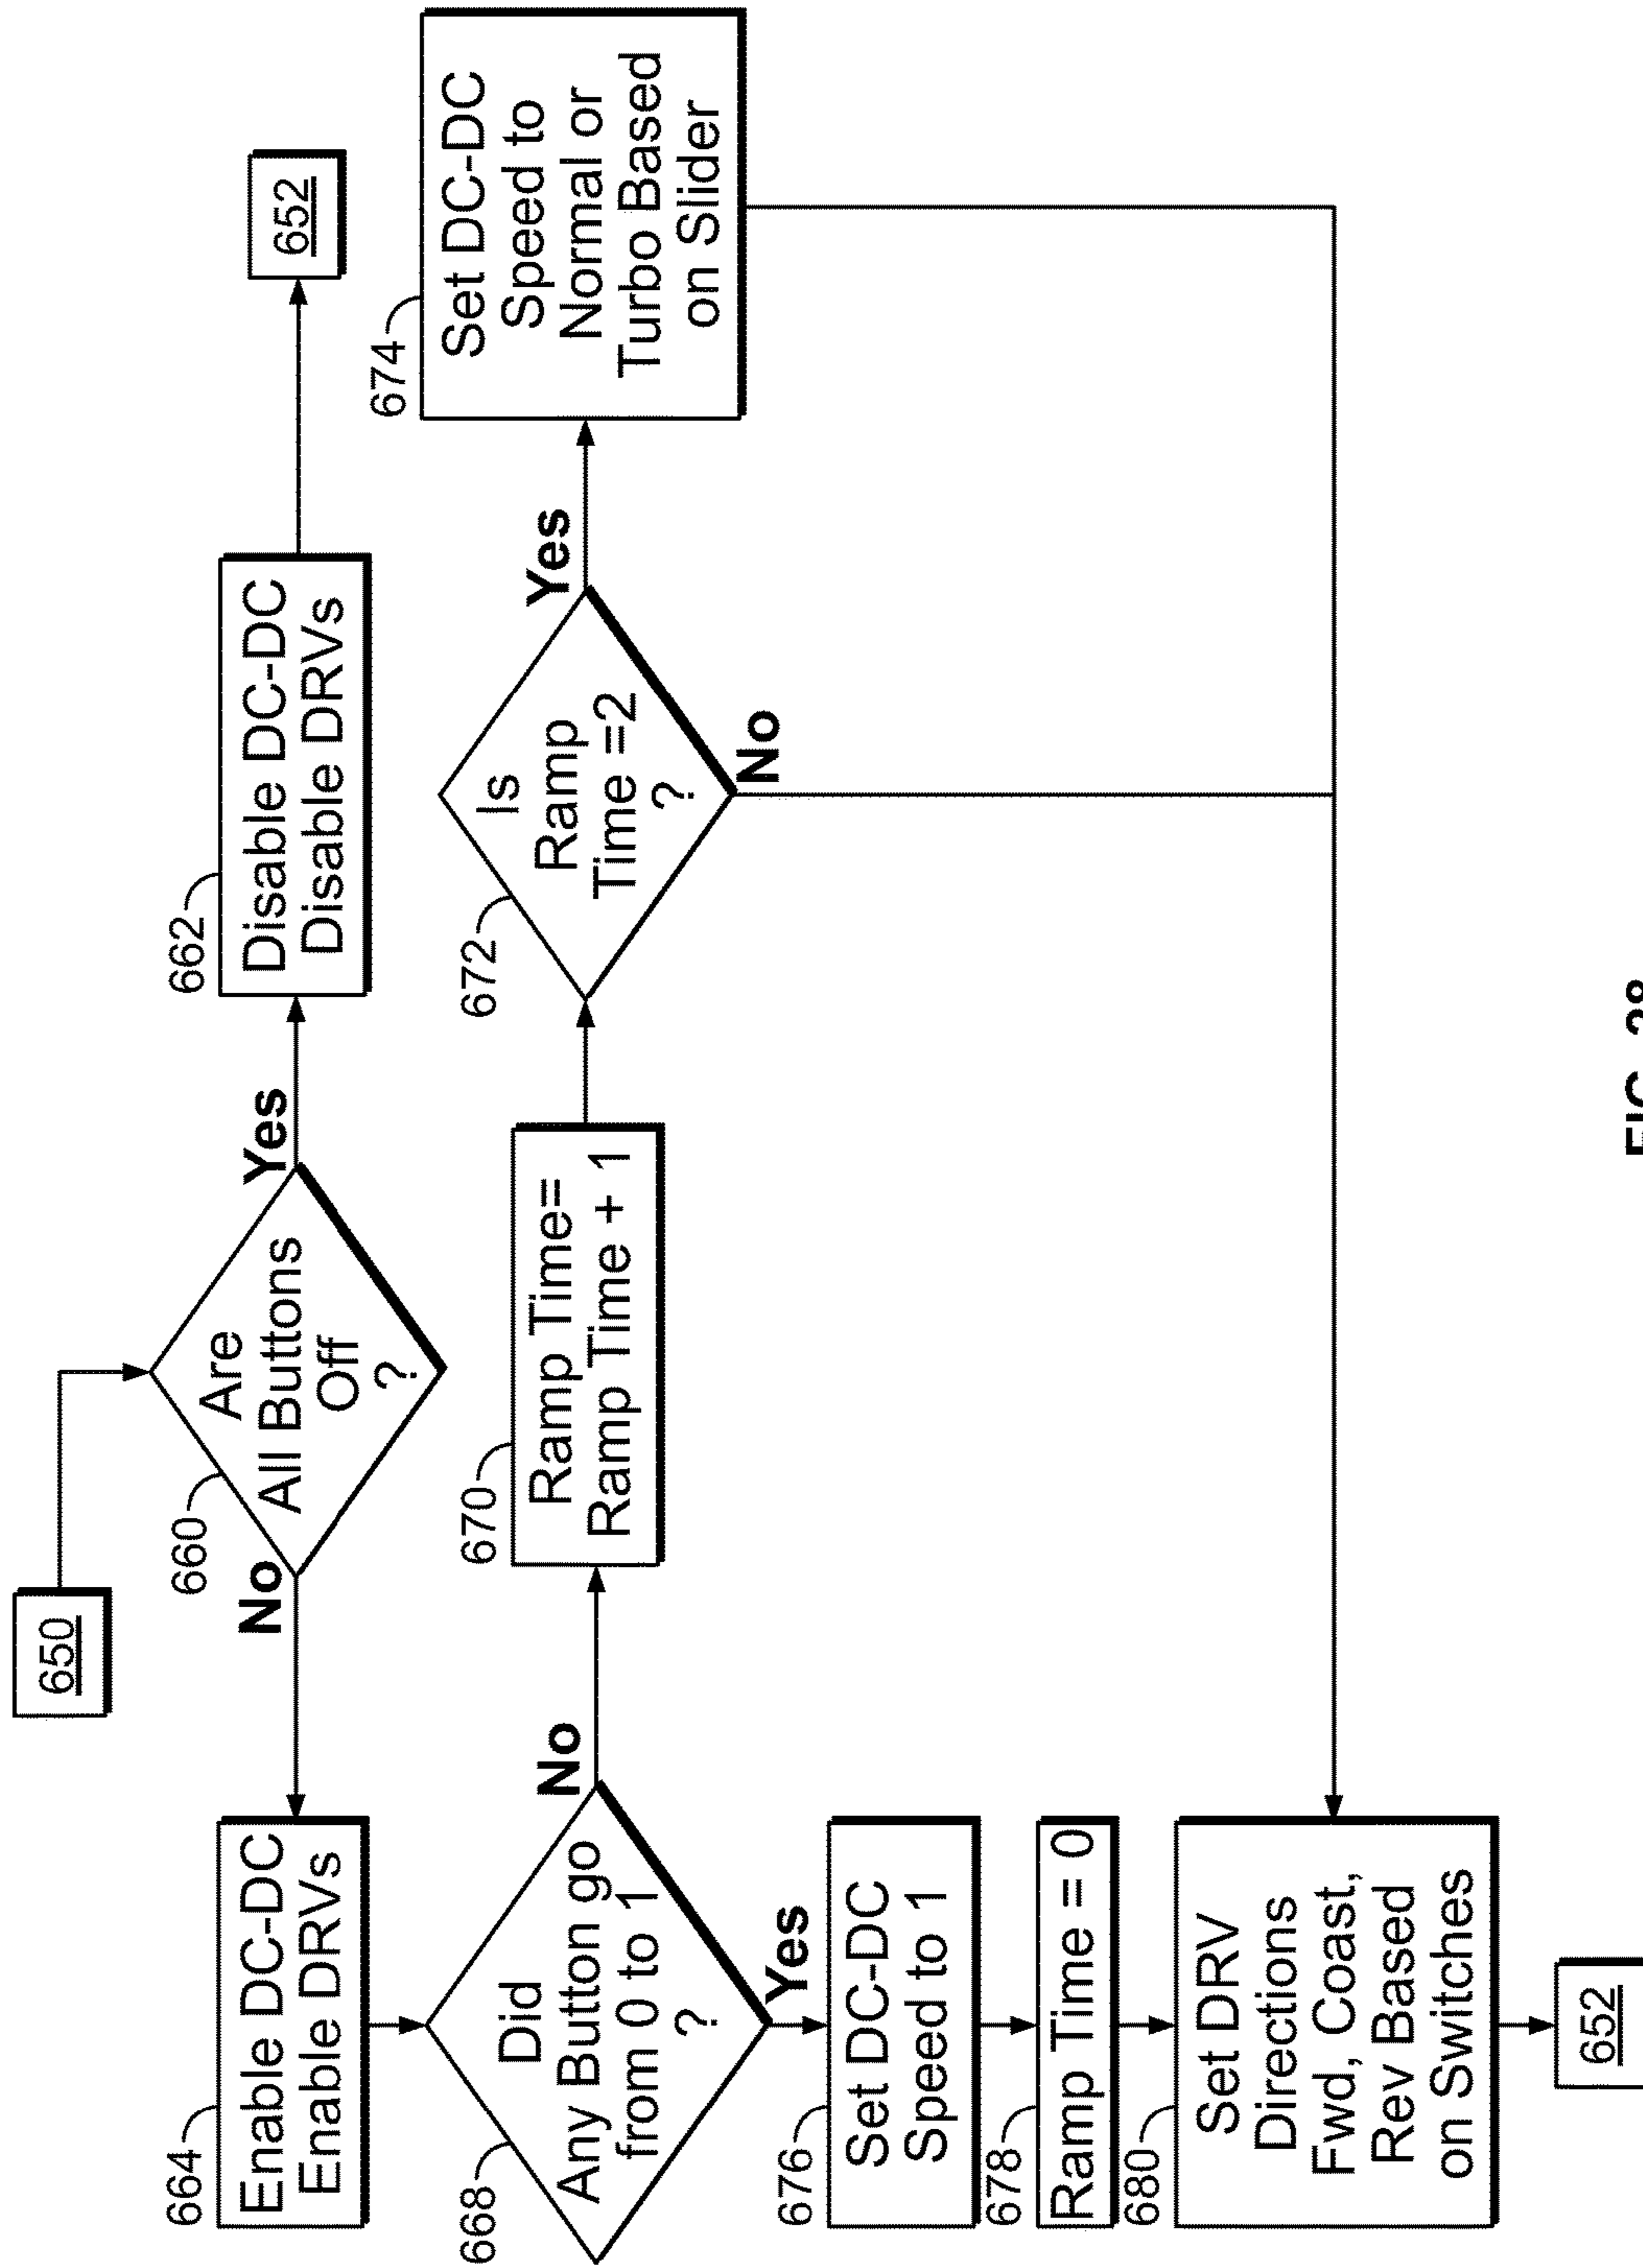 650
660
Are
All Buttons
Off
?
Yes
No
662
Disable DC-DC
Disable DRVs
652
664
Enable DC-DC
Enable DRVs
668
Did
Any Button go
from 0 to 1
?
No
Yes
670
Ramp Time=
Ramp Time + 1
672
Is
Ramp
Time =2
?
Yes
No
674
Set DC-DC
Speed to
Normal or
Turbo Based
on Slider
676
Set DC-DC
Speed to 1
678
Ramp Time = 0
680
Set DRV
Directions
Fwd, Coast,
Rev Based
on Switches
652
FIG. 28